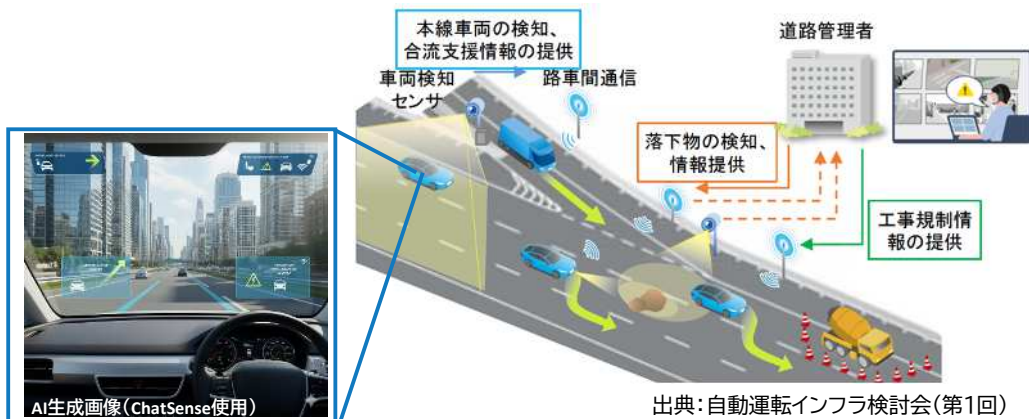 本線車両の検知、
合流支援情報の提供
車両検知
センサ
路車間通信
道路管理者
落下物の検知、
情報提供
工事規制情
報の提供
AI生成画像(ChatSense使用)
出典:自動運転インフラ検討会(第1回)